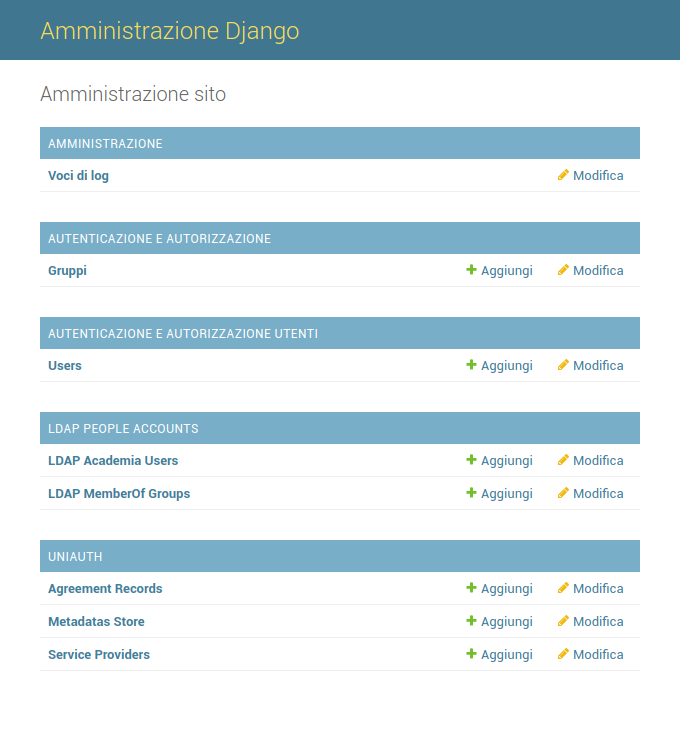 Amministrazione Django
Amministrazione sito
AMMINISTRAZIONE
Voci di log Modifica
AUTENTICAZIONE E AUTORIZZAZIONE
Gruppi Aggiungi Modifica
AUTENTICAZIONE E AUTORIZZAZIONE UTENTI
Users Aggiungi Modifica
LDAP PEOPLE ACCOUNTS
LDAP Academia Users Aggiungi Modifica
LDAP MemberOf Groups Aggiungi Modifica
UNIAUTH
Agreement Records Aggiungi Modifica
Metadatas Store Aggiungi Modifica
Service Providers Aggiungi Modifica